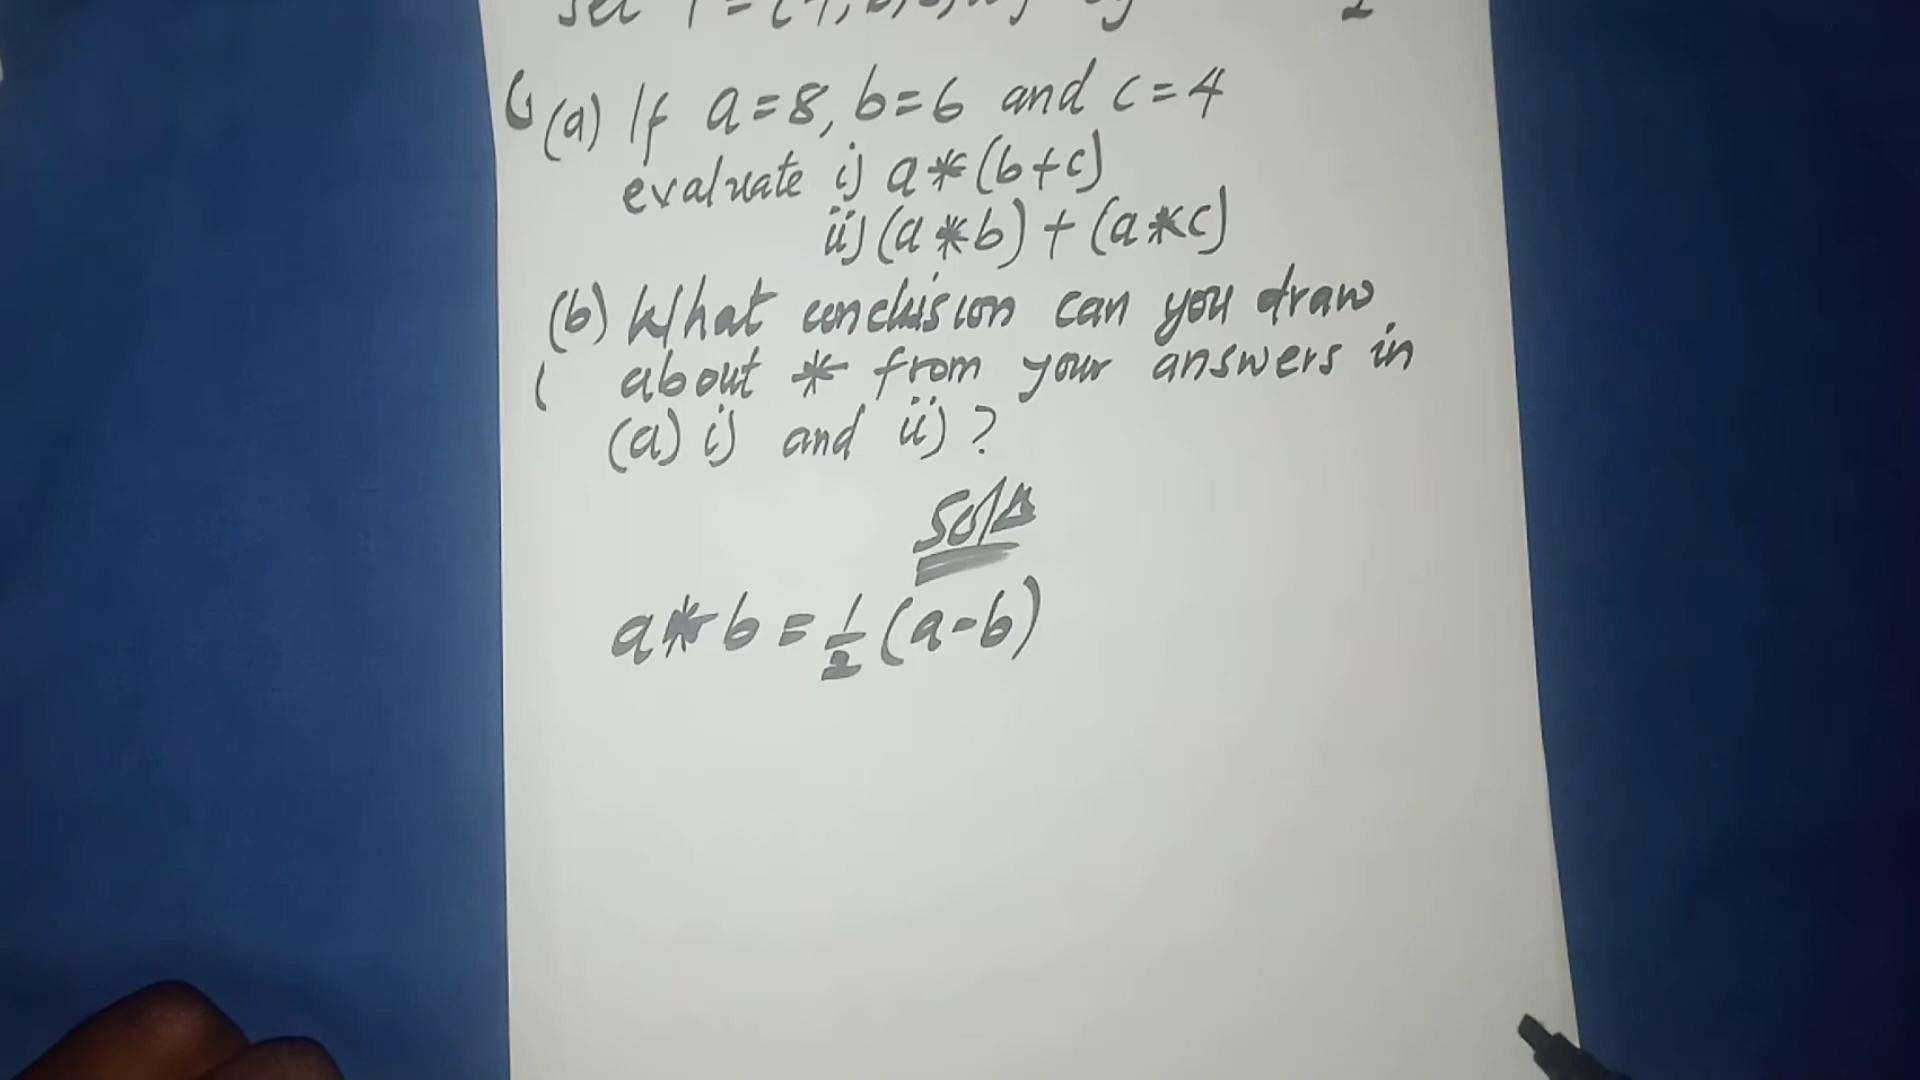 set
(a) If a=8, b=6 and c=4
evaluate i) a*(b+c)
ii) (a*b)+(a*c)
(b) What conclusion can you draw
about * from your answers in
(a) i) and ii)?
Soln
a*b = 1/2 (a-b)